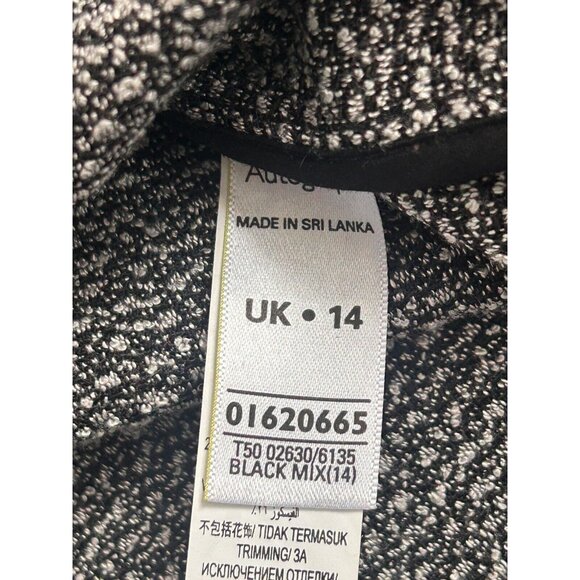 MADE IN SRI LANKA
UK • 14
01620665
T50 02630/6135
BLACK MIX(14)
不包括花饰/ TIDAK TERMASUK
TRIMMING/ ЗА
ИСКЛЮЧЕНИЕМ ОТДЕЛКИ/